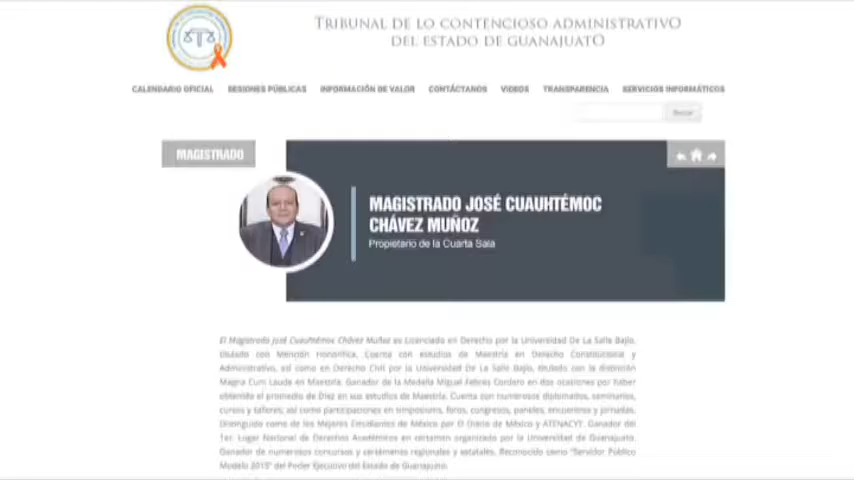 TRIBUNAL DE LO CONTENCIOSO ADMINISTRATIVO
DEL ESTADO DE GUANAJUATO
CALENDARIO OFICIAL SESIONES PÚBLICAS INFORMACIÓN DE VALOR CONTÁCTANOS VIDEOS TRANSPARENCIA SERVICIOS INFORMÁTICOS
Buscar
MAGISTRADO
MAGISTRADO JOSÉ CUAUHTÉMOC
CHÁVEZ MUÑOZ
Propietario de la Cuarta Sala
El Magistrado José Cuauhtémoc Chávez Muñoz es Licenciado en Derecho por la Universidad De La Salle Bajío,
titulado con Mención Honorífica. Cuenta con estudios de Maestría en Derecho Constitucional y
Administrativo, así como en Derecho Civil por la Universidad De La Salle Bajío, titulado con la distinción
Magna Cum Laude en Maestría. Ganador de la Medalla Miguel Febres Cordero en dos ocasiones por haber
obtenido el promedio de Diez en sus estudios de Maestría. Cuenta con numerosos diplomados, seminarios,
cursos y talleres; así como participaciones en simposiums, foros, congresos, paneles, encuentros y jornadas.
Distinguido como de los Mejores Estudiantes de México por El Diario de México y ATENACYT. Ganador del
1er. Lugar Nacional de Derechos Académicos en certamen organizado por la Universidad de Guanajuato.
Ganador de numerosos concursos y certámenes regionales y estatales. Reconocido como "Servidor Público
Modelo 2015" del Poder Ejecutivo del Estado de Guanajuato.